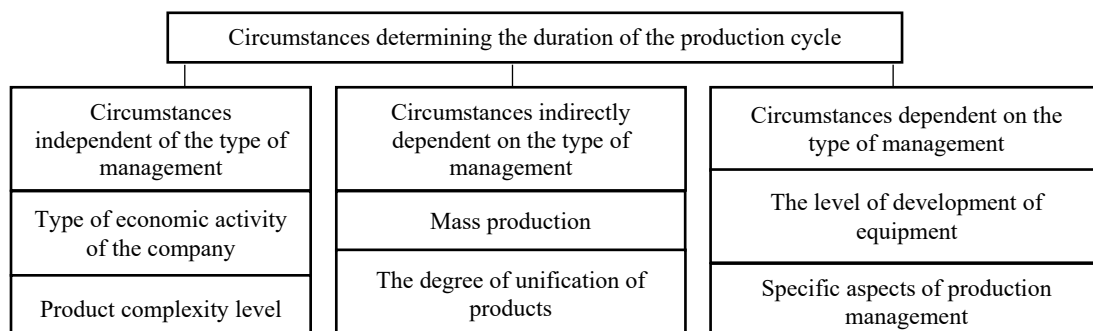 Circumstances determining the duration of the production cycle
Circumstances
independent of the type of
management
Type of economic activity
of the company
Product complexity level
Circumstances indirectly
dependent on the type of
management
Mass production
The degree of unification of
products
Circumstances dependent on the
type of management
The level of development of
equipment
Specific aspects of production
management